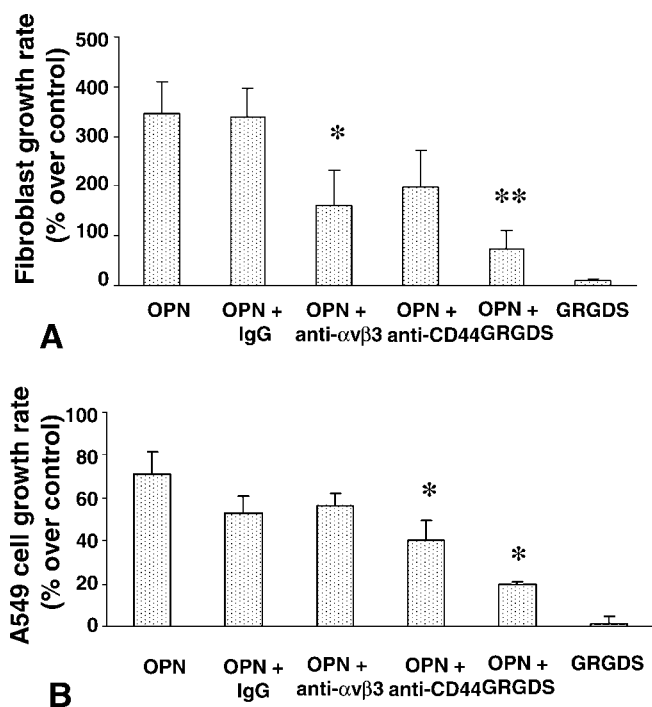 Fibroblast growth rate
(% over control)
500
400
300
200
100
0
*
**
OPN
OPN +
IgG
OPN +
anti-αvβ3
OPN +
anti-CD44
OPN +
GRGDS
GRGDS
A
A549 cell growth rate
(% over control)
100
80
60
40
20
0
*
*
OPN
OPN +
IgG
OPN +
anti-αvβ3
OPN +
anti-CD44
OPN +
GRGDS
GRGDS
B